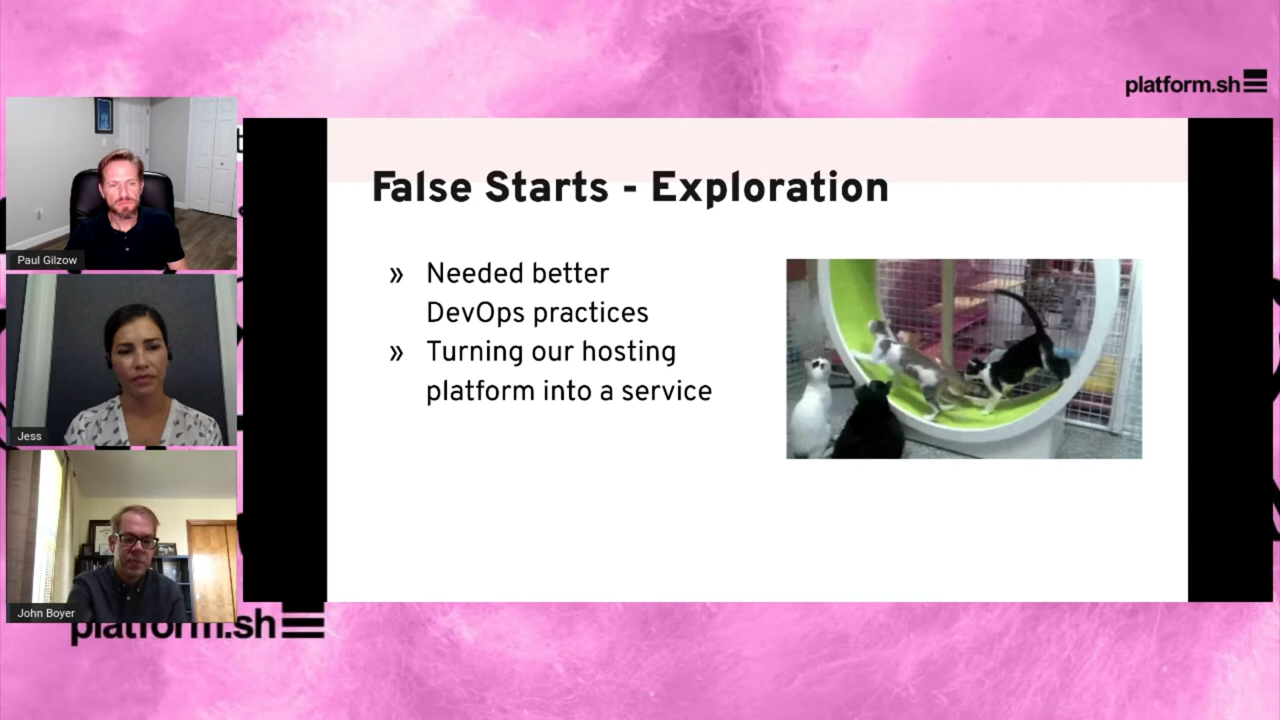 platform.sh
Paul Gilzow
Jess
John Boyer
False Starts - Exploration
» Needed better
DevOps practices
» Turning our hosting
platform into a service
platform.sh